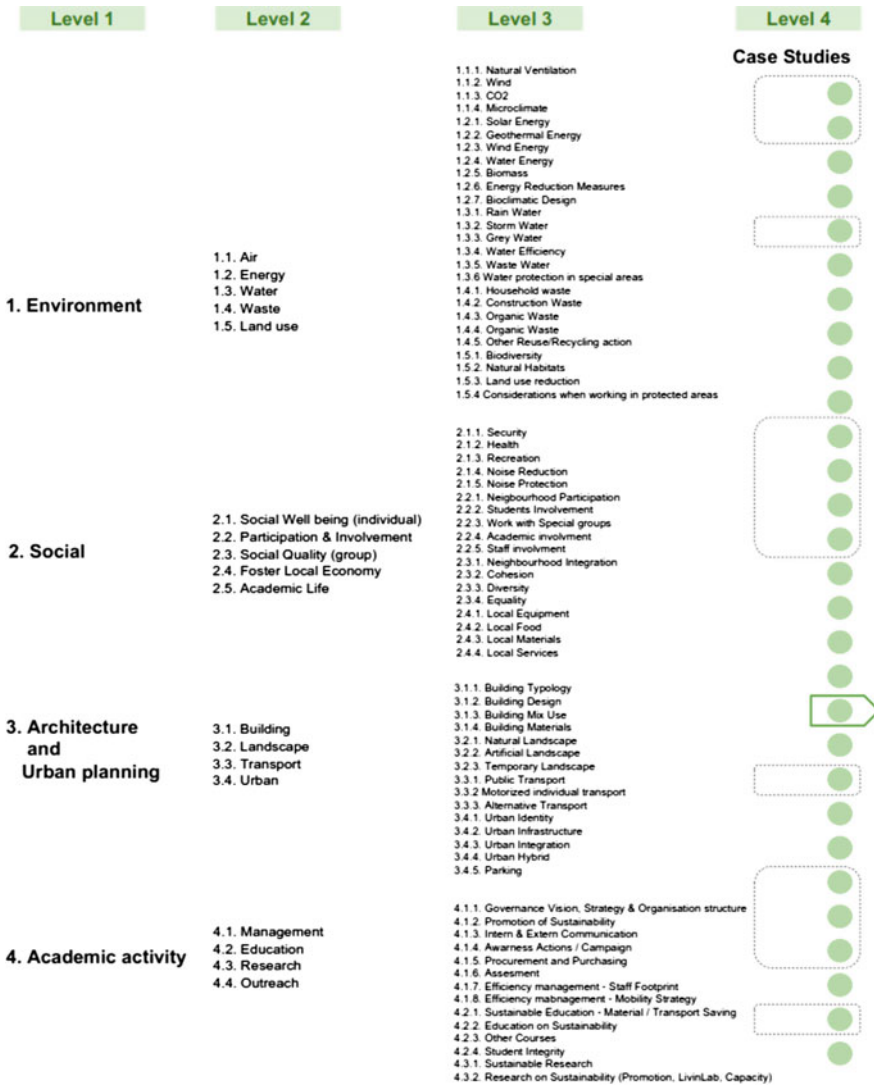 Level 1
Level 2
Level 3
Level 4
Case Studies
1. Environment
1.1. Air
1.2. Energy
1.3. Water
1.4. Waste
1.5. Land use
1.1.1. Natural Ventilation
1.1.2. Wind
1.1.3. CO2
1.1.4. Microclimate
1.2.1. Solar Energy
1.2.2. Geothermal Energy
1.2.3. Wind Energy
1.2.4. Water Energy
1.2.5. Biomass
1.2.6. Energy Reduction Measures
1.2.7. Bioclimatic Design
1.3.1. Rain Water
1.3.2. Storm Water
1.3.3. Grey Water
1.3.4. Water Efficiency
1.3.5. Waste Water
1.3.6 Water protection in special areas
1.4.1. Household waste
1.4.2. Construction Waste
1.4.3. Organic Waste
1.4.4. Organic Waste
1.4.5. Other Reuse/Recycling action
1.5.1. Biodiversity
1.5.2. Natural Habitats
1.5.3. Land use reduction
1.5.4 Considerations when working in protected areas
2. Social
2.1. Social Well being (individual)
2.2. Participation & Involvement
2.3. Social Quality (group)
2.4. Foster Local Economy
2.5. Academic Life
2.1.1. Security
2.1.2. Health
2.1.3. Recreation
2.1.4. Noise Reduction
2.1.5. Noise Protection
2.2.1. Neigbourhood Participation
2.2.2. Students Involvement
2.2.3. Work with Special groups
2.2.4. Academic involvment
2.2.5. Staff involvment
2.3.1. Neighbourhood Integration
2.3.2. Cohesion
2.3.3. Diversity
2.3.4. Equality
2.4.1. Local Equipment
2.4.2. Local Food
2.4.3. Local Materials
2.4.4. Local Services
3. Architecture
and
Urban planning
3.1. Building
3.2. Landscape
3.3. Transport
3.4. Urban
3.1.1. Building Typology
3.1.2. Building Design
3.1.3. Building Mix Use
3.1.4. Building Materials
3.2.1. Natural Landscape
3.2.2. Artificial Landscape
3.2.3. Temporary Landscape
3.3.1. Public Transport
3.3.2 Motorized individual transport
3.3.3. Alternative Transport
3.4.1. Urban Identity
3.4.2. Urban Infrastructure
3.4.3. Urban Integration
3.4.4. Urban Hybrid
3.4.5. Parking
4. Academic activity
4.1. Management
4.2. Education
4.3. Research
4.4. Outreach
4.1.1. Governance Vision, Strategy & Organisation structure
4.1.2. Promotion of Sustainability
4.1.3. Intern & Extern Communication
4.1.4. Awarness Actions / Campaign
4.1.5. Procurement and Purchasing
4.1.6. Assesment
4.1.7. Efficiency management - Staff Footprint
4.1.8. Efficiency mabnagement - Mobility Strategy
4.2.1. Sustainable Education - Material / Transport Saving
4.2.2. Education on Sustainability
4.2.3. Other Courses
4.2.4. Student Integrity
4.3.1. Sustainable Research
4.3.2. Research on Sustainability (Promotion, LivinLab, Capacity)